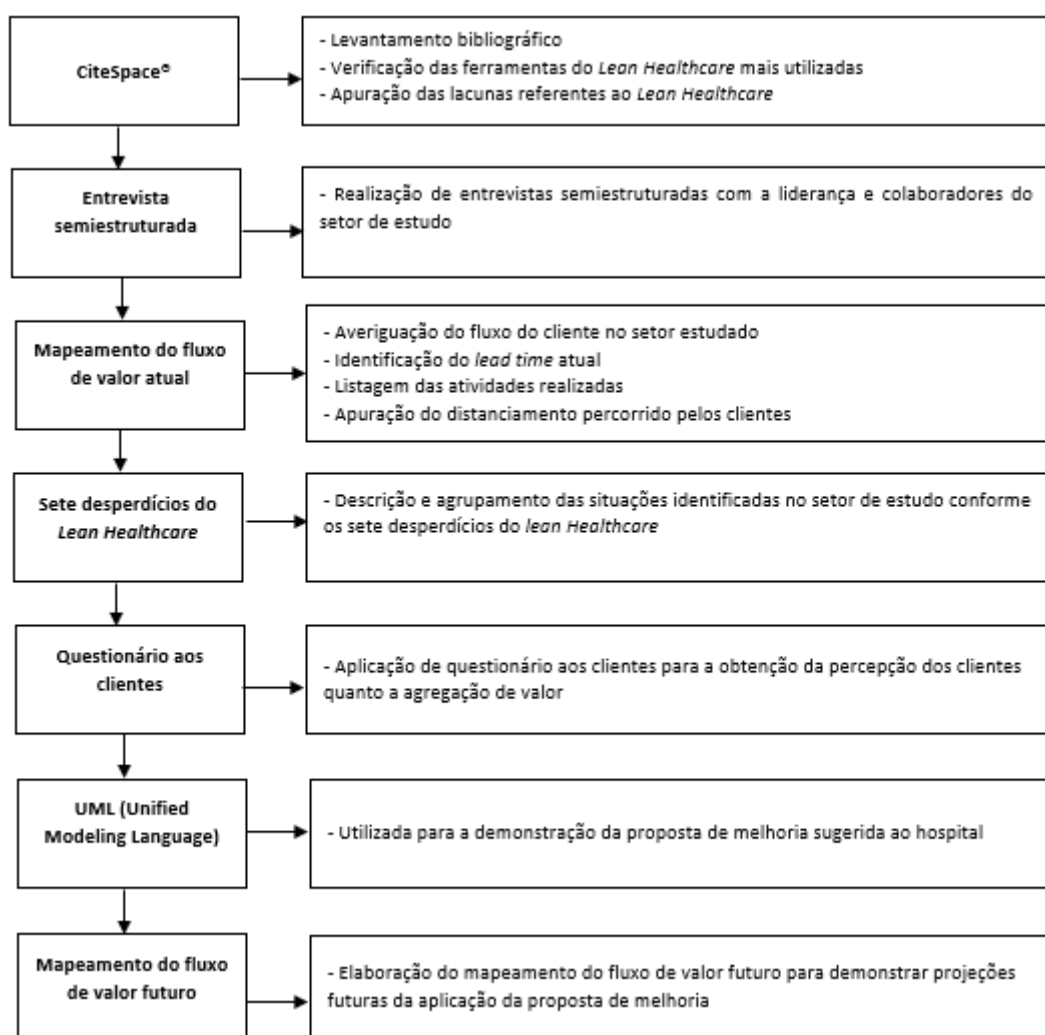 CiteSpace®
- Levantamento bibliográfico
- Verificação das ferramentas do Lean Healthcare mais utilizadas
- Apuração das lacunas referentes ao Lean Healthcare
Entrevista
semiestruturada
- Realização de entrevistas semiestruturadas com a liderança e colaboradores do
setor de estudo
Mapeamento do fluxo
de valor atual
- Averiguação do fluxo do cliente no setor estudado
- Identificação do lead time atual
- Listagem das atividades realizadas
- Apuração do distanciamento percorrido pelos clientes
Sete desperdícios do
Lean Healthcare
- Descrição e agrupamento das situações identificadas no setor de estudo conforme
os sete desperdícios do lean Healthcare
Questionário aos
clientes
- Aplicação de questionário aos clientes para a obtenção da percepção dos clientes
quanto a agregação de valor
UML (Unified
Modeling Language)
- Utilizada para a demonstração da proposta de melhoria sugerida ao hospital
Mapeamento do fluxo
de valor futuro
- Elaboração do mapeamento do fluxo de valor futuro para demonstrar projeções
futuras da aplicação da proposta de melhoria